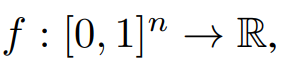 f : [0, 1]ⁿ → ℝ,